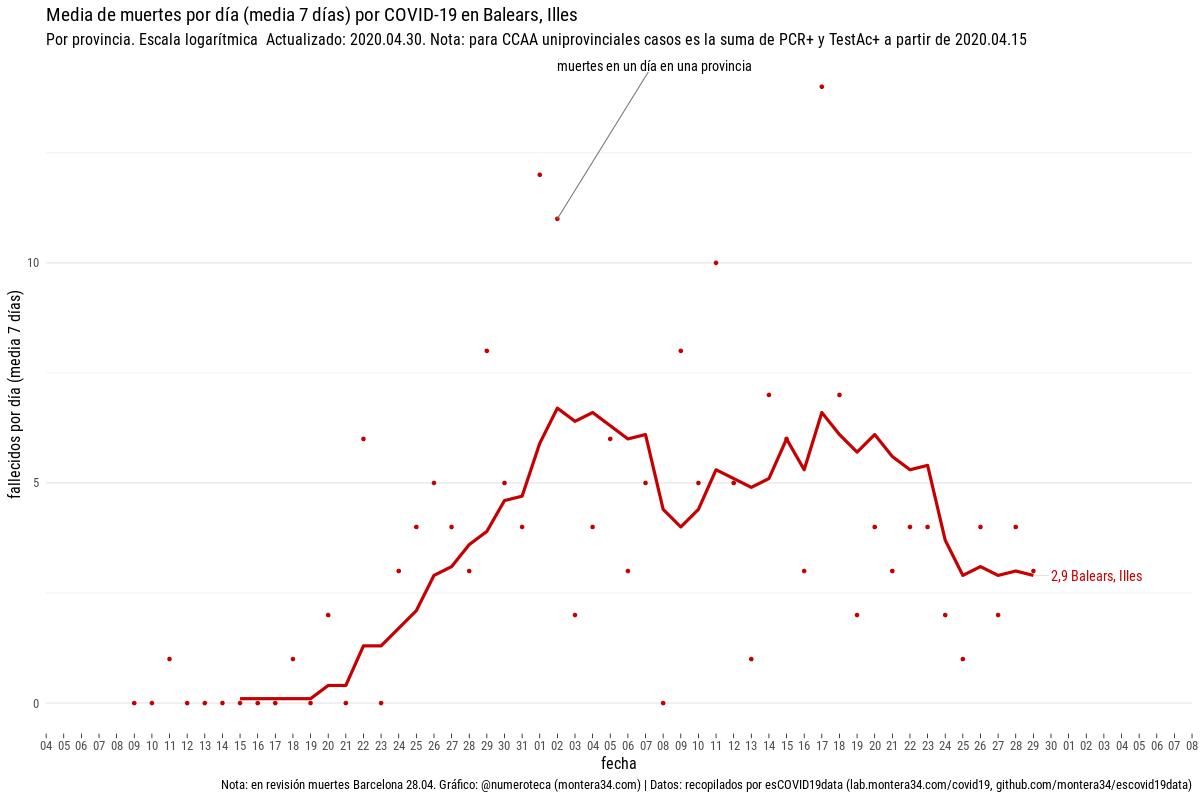 Media de muertes por día (media 7 días) por COVID-19 en Balears, Illes
Por provincia. Escala logarítmica  Actualizado: 2020.04.30. Nota: para CCAA uniprovinciales casos es la suma de PCR+ y TestAc+ a partir de 2020.04.15
muertes en un día en una provincia
10
5
0
fallecidos por día (media 7 días)
2,9 Balears, Illes
04 05 06 07 08 09 10 11 12 13 14 15 16 17 18 19 20 21 22 23 24 25 26 27 28 29 30 31 01 02 03 04 05 06 07 08 09 10 11 12 13 14 15 16 17 18 19 20 21 22 23 24 25 26 27 28 29 30 01 02 03 04 05 06 07 08
fecha
Nota: en revisión muertes Barcelona 28.04. Gráfico: @numeroteca (montera34.com) | Datos: recopilados por esCOVID19data (lab.montera34.com/covid19, github.com/montera34/escovid19data)